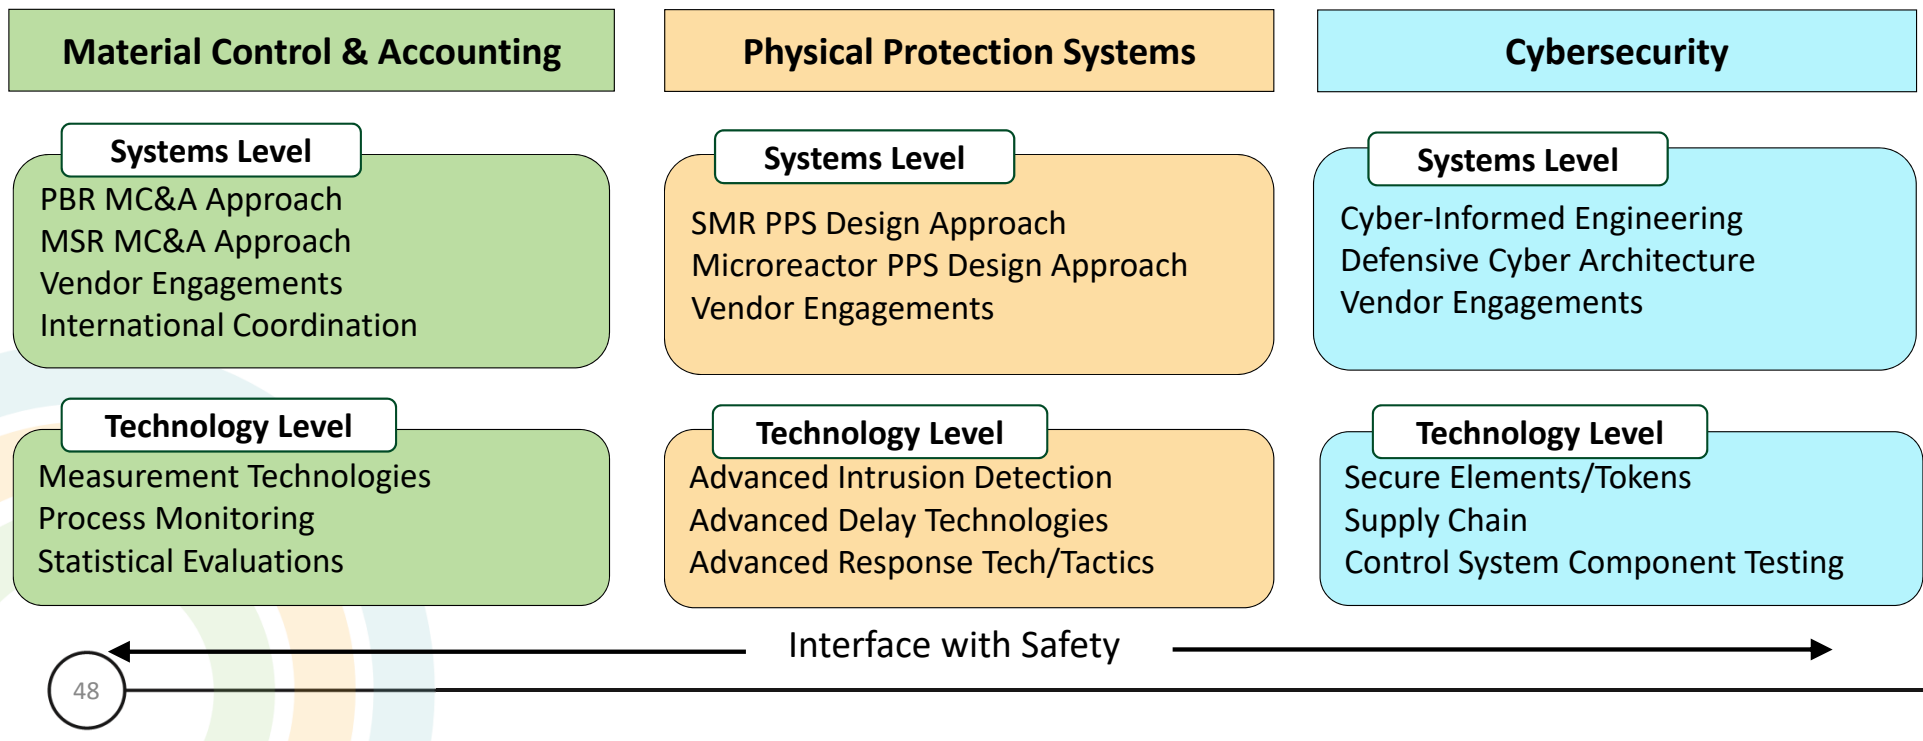 Material Control & Accounting
Systems Level
PBR MC&A Approach
MSR MC&A Approach
Vendor Engagements
International Coordination
Technology Level
Measurement Technologies
Process Monitoring
Statistical Evaluations
Physical Protection Systems
Systems Level
SMR PPS Design Approach
Microreactor PPS Design Approach
Vendor Engagements
Technology Level
Advanced Intrusion Detection
Advanced Delay Technologies
Advanced Response Tech/Tactics
Cybersecurity
Systems Level
Cyber-Informed Engineering
Defensive Cyber Architecture
Vendor Engagements
Technology Level
Secure Elements/Tokens
Supply Chain
Control System Component Testing
Interface with Safety
48